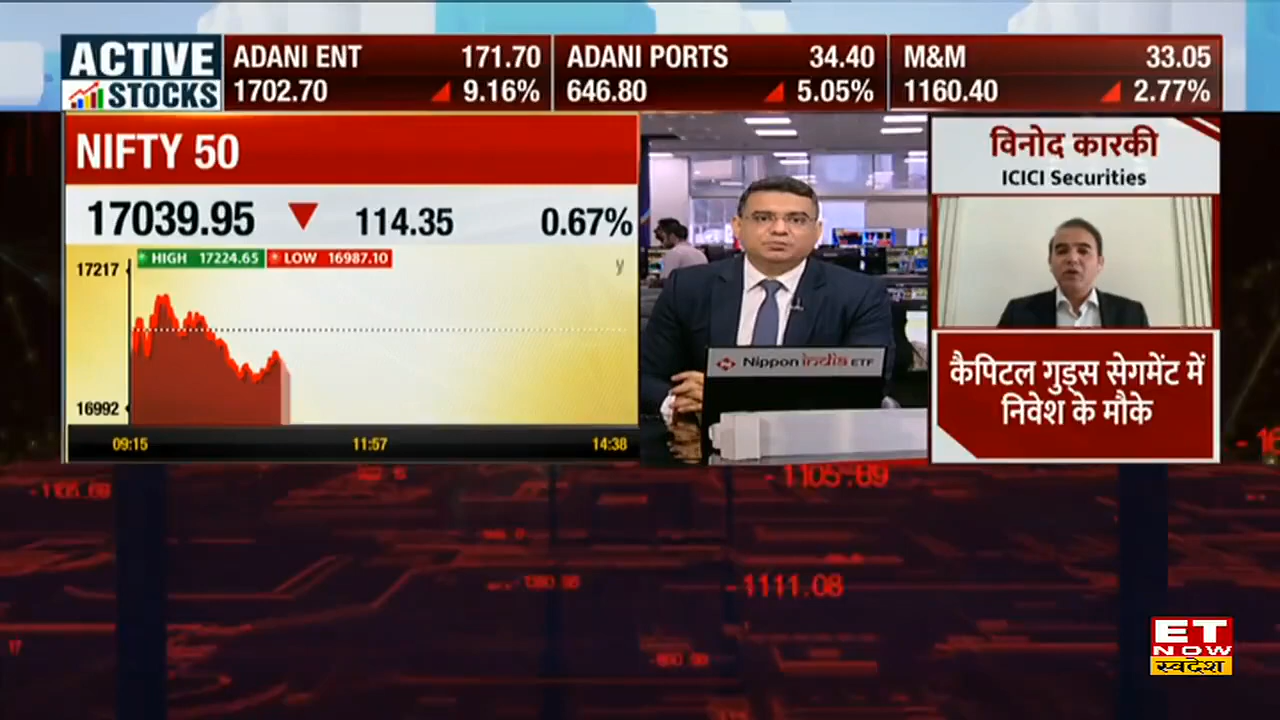 ACTIVE
STOCKS
ADANI ENT 171.70
1702.70 9.16%
ADANI PORTS 34.40
646.80 5.05%
M&M 33.05
1160.40 2.77%
NIFTY 50
17039.95 114.35 0.67%
HIGH 17224.65 LOW 16987.10
17217
y
16992
09:15 11:57 14:38
Nippon india ETF
विनोद कारकी
ICICI Securities
कैपिटल गुड्स सेगमेंट में
निवेश के मौके
-1105.89
-1111.08
ET
NOW
स्वदेश